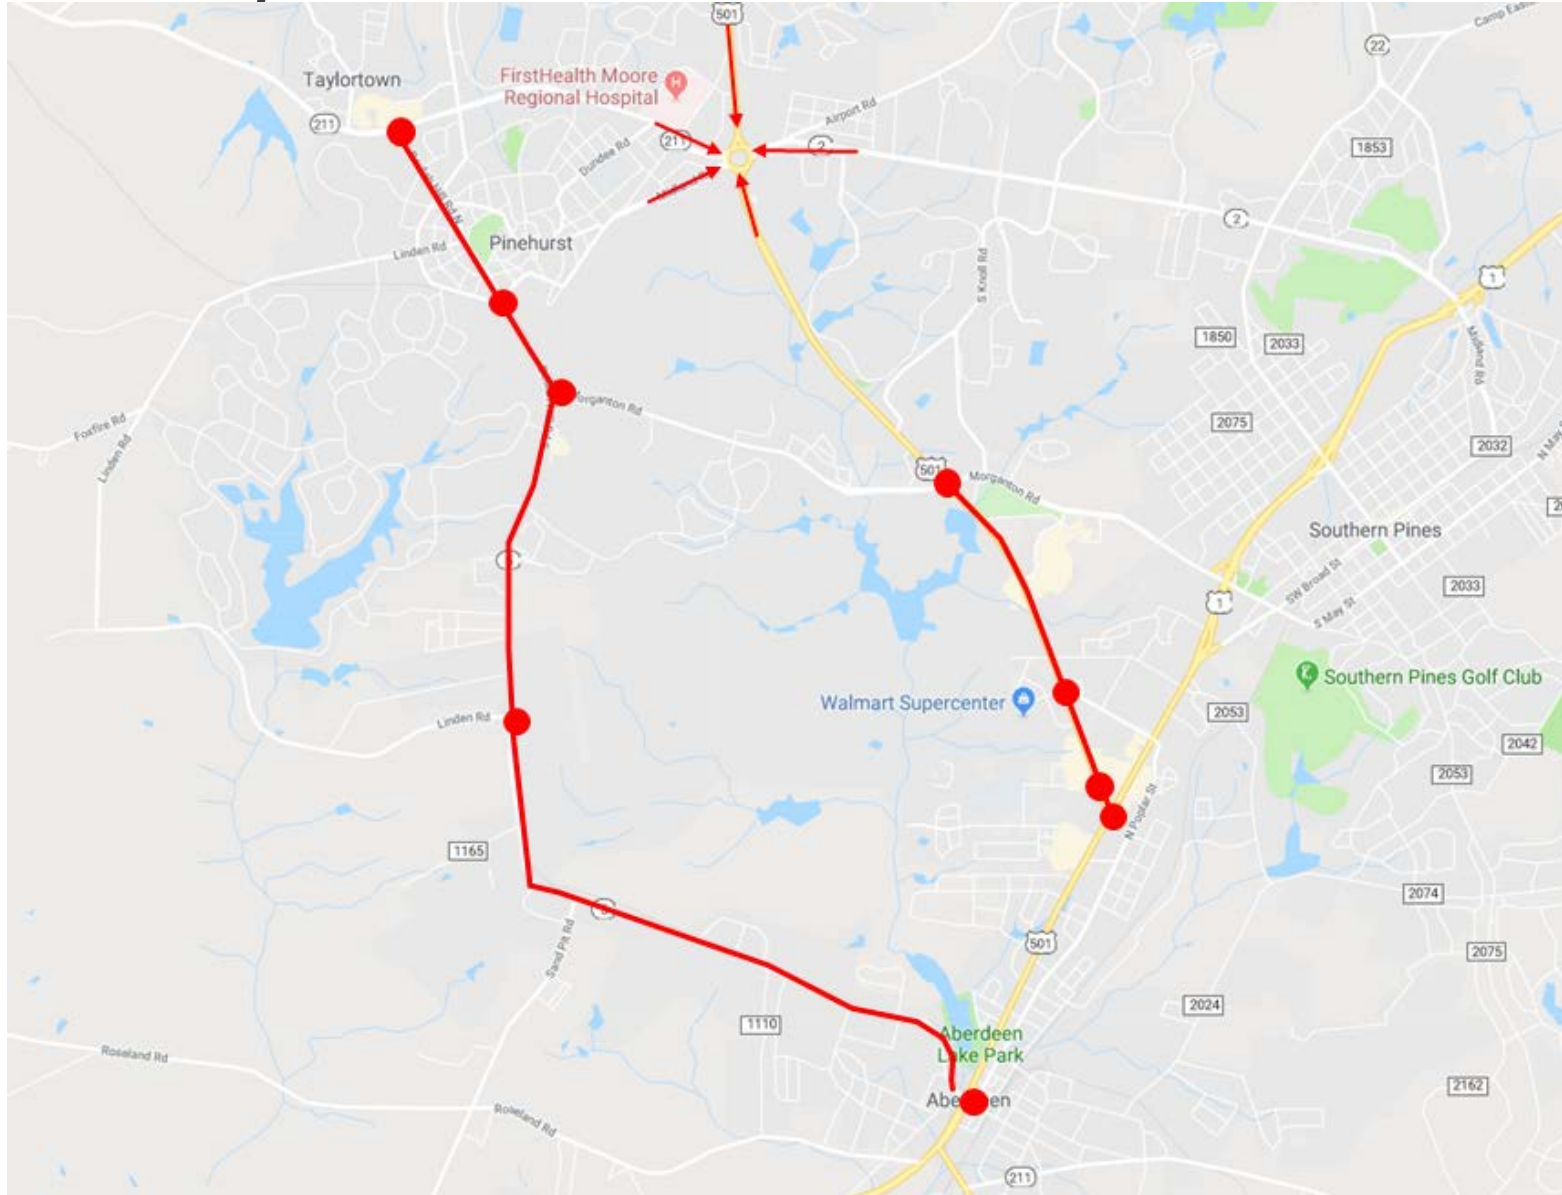 501
Camp Easter
22
Taylortown
FirstHealth Moore
Regional Hospital
H
211
Airport Rd
211
2
1853
Dundee Rd
Linden Rd
Pinehurst
2
S Knoll Rd
1
1850
2033
Midland Rd
Morganton Rd
2075
Foxfire Rd
Linden Rd
2032
N May
501
Morganton Rd
Southern Pines
SW Broad St
2033
1
S May St
Southern Pines Golf Club
Walmart Supercenter
2053
Linden Rd
2042
2053
N Poplar St
1165
2074
501
2075
Sand Pit Rd
2024
1110
Aberdeen
Lake Park
Roseland Rd
2162
Roseland Rd
211